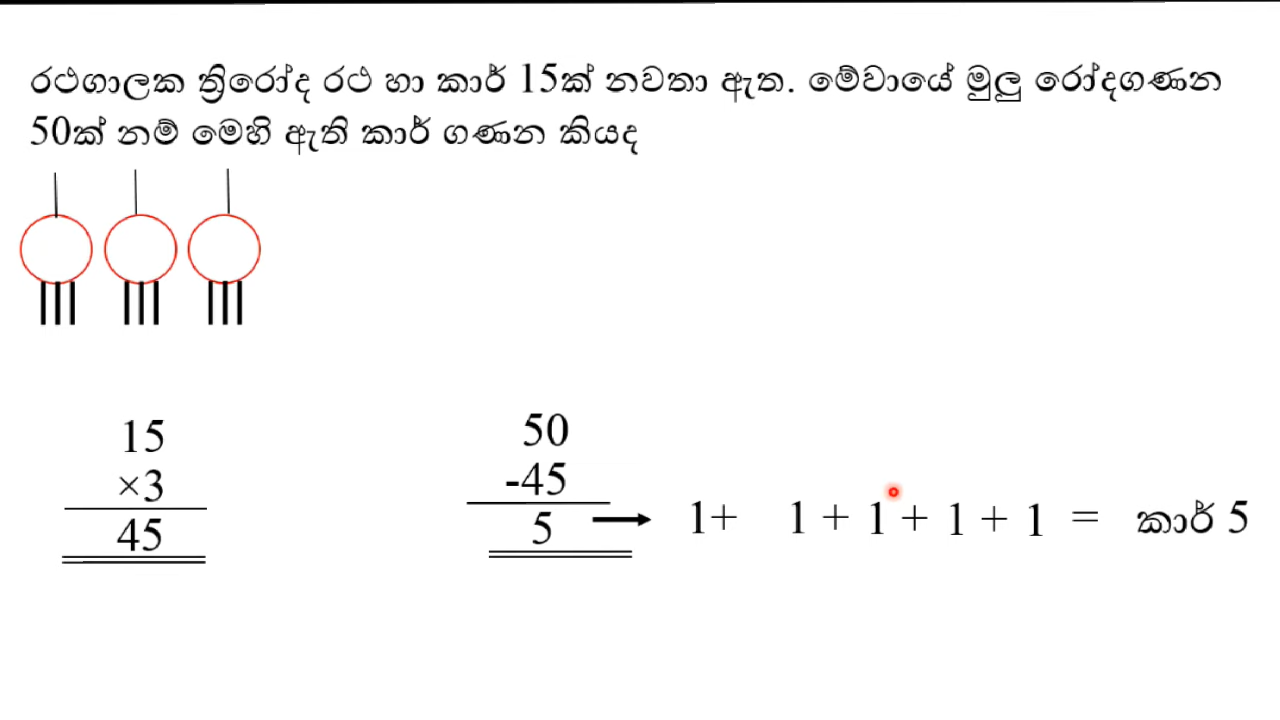 රථගාලක ත්‍රිරෝද රථ හා කාර් 15ක් නවතා ඇත. මේවායේ මුලු රෝදගණන
50ක් නම් මෙහි ඇති කාර් ගණන කියද
15
×3
45
50
-45
5
1+ 1 + 1 + 1 + 1 = කාර් 5